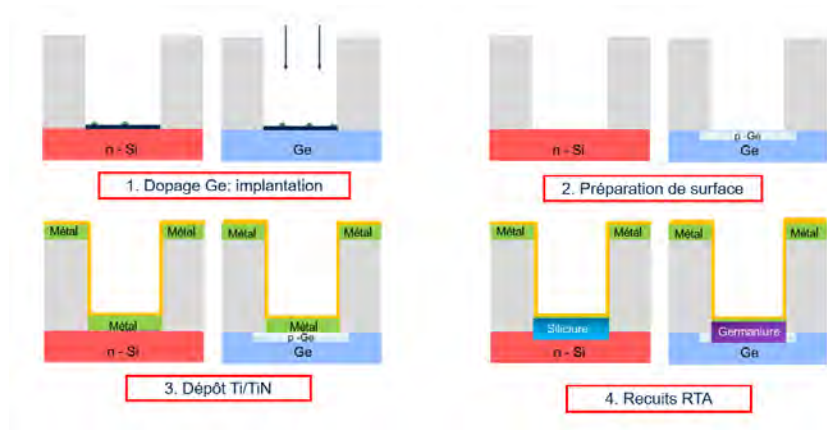 n - Si
Ge
1. Dopage Ge: implantation
n - Si
p -Ge
Ge
2. Préparation de surface
Métal
Métal
Métal
Métal
Métal
Métal
p -Ge
n - Si
Ge
3. Dépôt Ti/TiN
Métal
Métal
Métal
Métal
Siliciure
Germaniure
n - Si
Ge
4. Recuits RTA